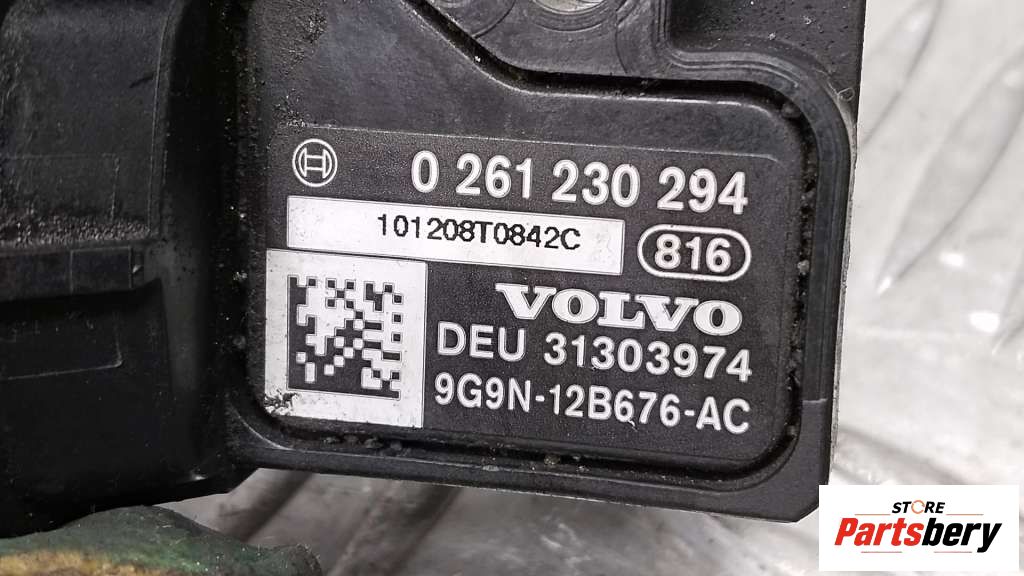 0 261 230 294
101208T0842C
816
VOLVO
DEU 31303974
9G9N-12B676-AC
STORE
Partsbery